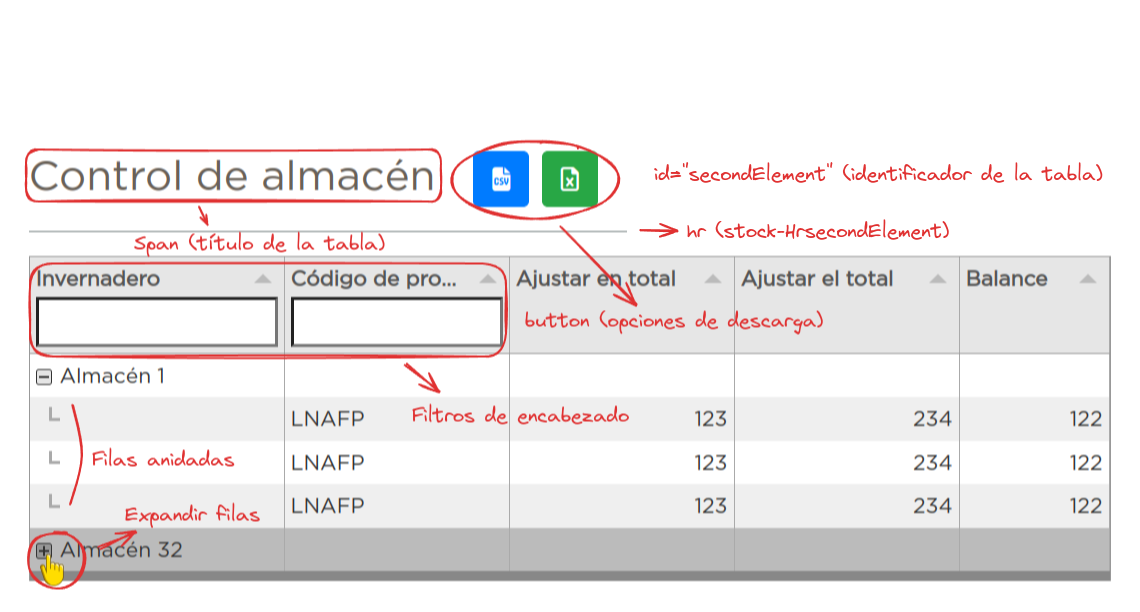 Control de almacén
CSV
X
id="secondElement" (identificador de la tabla)
hr (stock-HrsecondElement)
Span (título de la tabla)
Invernadero Código de pro... Ajustar en total Ajustar el total Balance
button (opciones de descarga)
Almacén 1
Filtros de encabezado
LNAFP 123 234 122
Filas anidadas
LNAFP 123 234 122
LNAFP 123 234 122
Expandir filas
Almacén 32